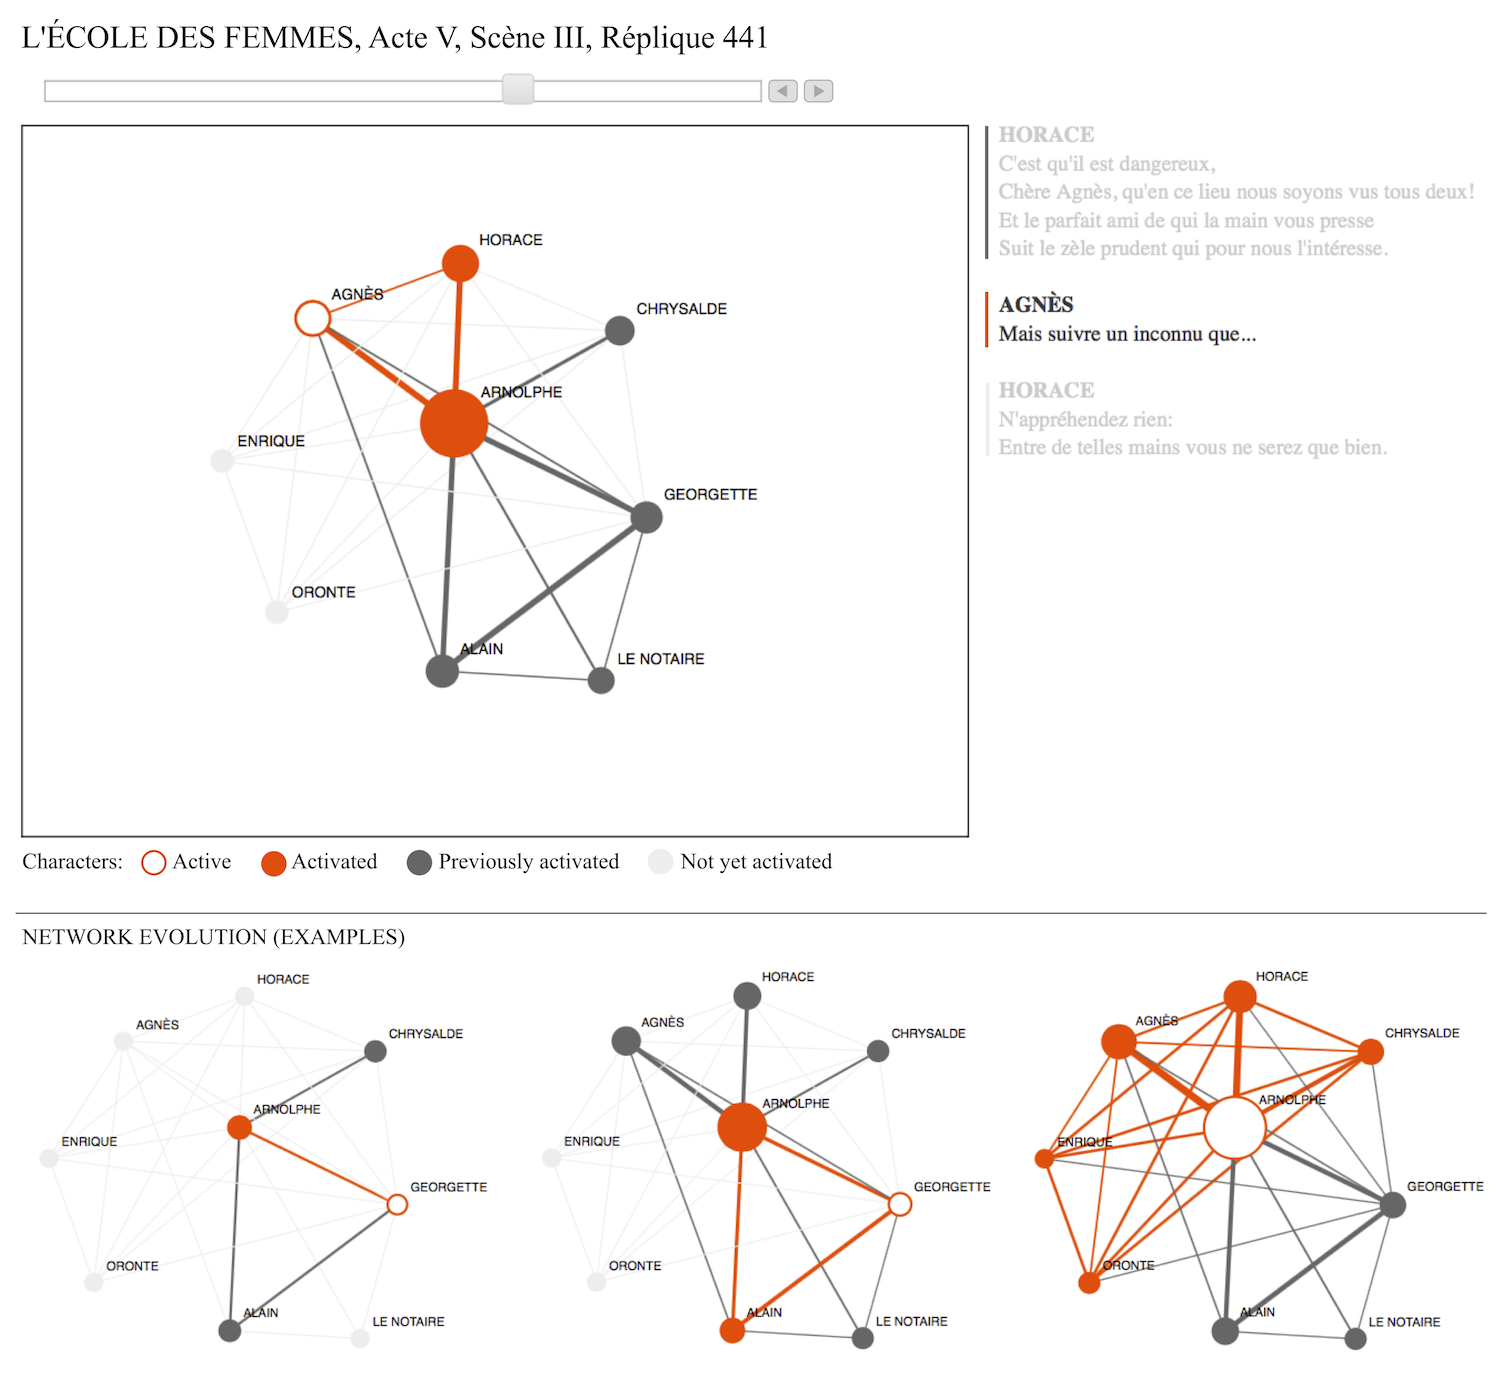 L'ÉCOLE DES FEMMES, Acte V, Scène III, Réplique 441
HORACE
C'est qu'il est dangereux,
Chère Agnès, qu'en ce lieu nous soyons vus tous deux!
Et le parfait ami de qui la main vous presse
Suit le zèle prudent qui pour nous l'intéresse.
AGNÈS
Mais suivre un inconnu que...
HORACE
N'appréhendez rien:
Entre de telles mains vous ne serez que bien.
HORACE
AGNÈS
CHRYSALDE
ARNOLPHE
ENRIQUE
GEORGETTE
ORONTE
ALAIN
LE NOTAIRE
Characters: Active Activated Previously activated Not yet activated
NETWORK EVOLUTION (EXAMPLES)
HORACE
AGNÈS
CHRYSALDE
ARNOLPHE
ENRIQUE
GEORGETTE
ORONTE
ALAIN
LE NOTAIRE
HORACE
AGNÈS
CHRYSALDE
ARNOLPHE
ENRIQUE
GEORGETTE
ORONTE
ALAIN
LE NOTAIRE
HORACE
AGNÈS
CHRYSALDE
ARNOLPHE
ENRIQUE
GEORGETTE
ORONTE
ALAIN
LE NOTAIRE